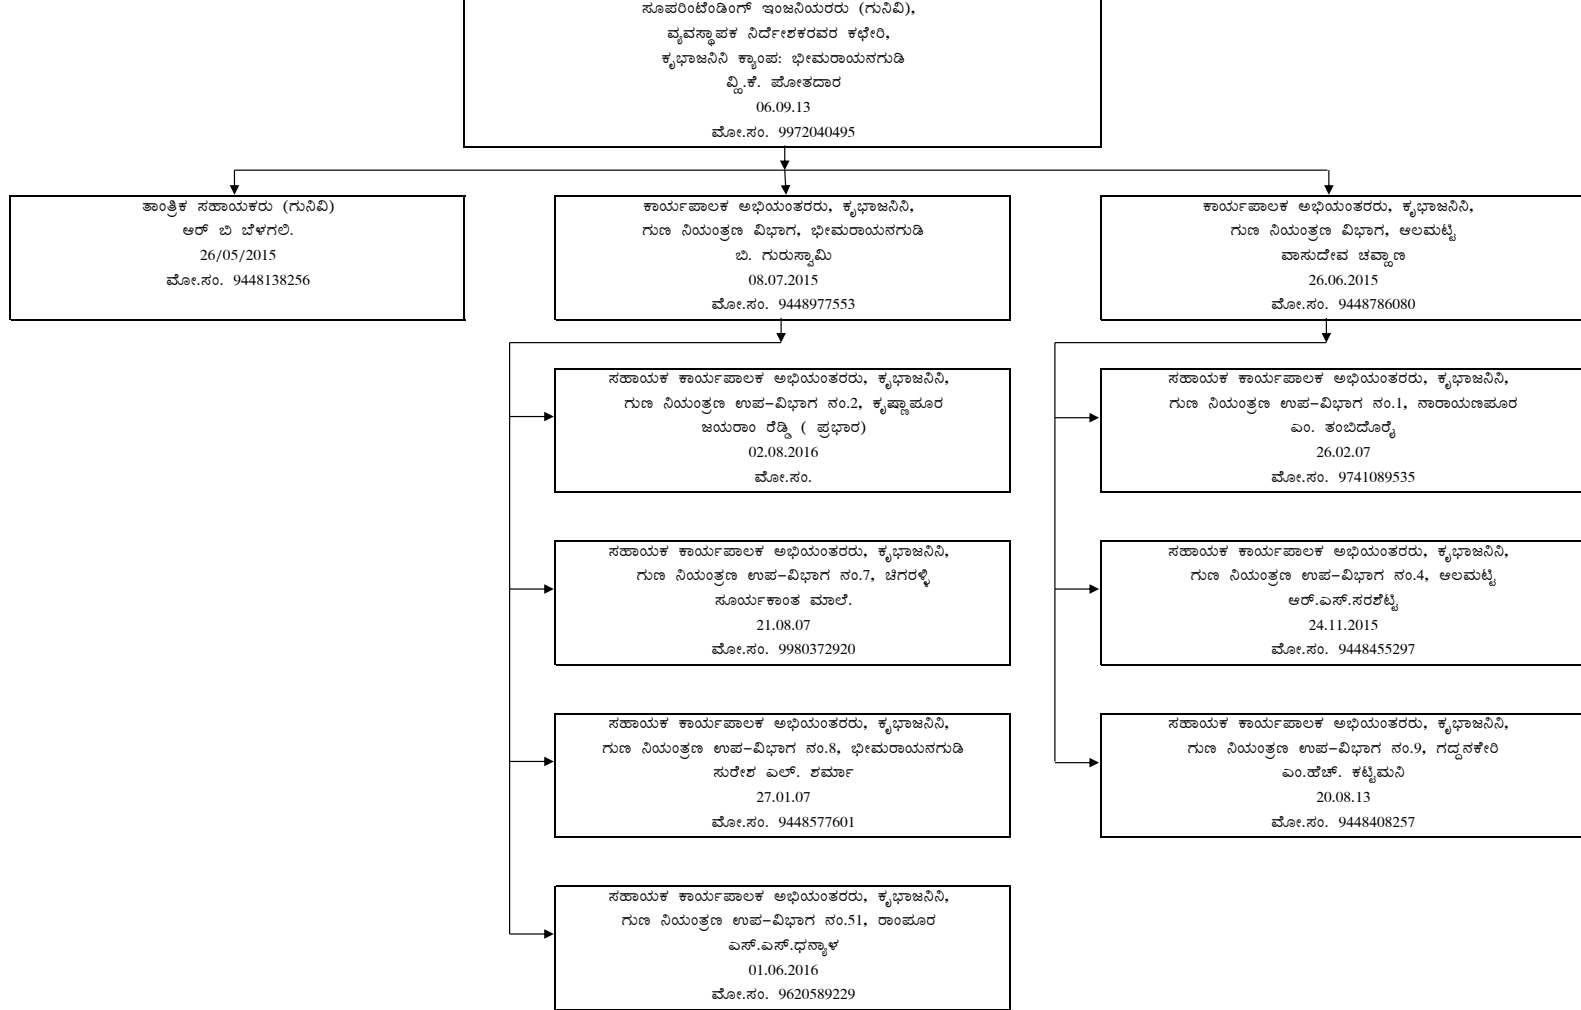 ಸೂಪರಿಂಟೆಂಡಿಂಗ್ ಇಂಜನಿಯರರು (ಗುನಿವಿ),
ವ್ಯವಸ್ಥಾಪಕ ನಿರ್ದೇಶಕರವರ ಕಛೇರಿ,
ಕೃಭಾಜನಿನಿ ಕ್ಯಾಂಪ: ಭೀಮರಾಯನಗುಡಿ
ವ್ಹಿ.ಕೆ. ಪೋತದಾರ
06.09.13
ಮೋ.ಸಂ. 9972040495
ತಾಂತ್ರಿಕ ಸಹಾಯಕರು (ಗುನಿವಿ)
ಆರ್ ಬಿ ಬೆಳಗಲಿ.
26/05/2015
ಮೋ.ಸಂ. 9448138256
ಕಾರ್ಯಪಾಲಕ ಅಭಿಯಂತರರು, ಕೃಭಾಜನಿನಿ,
ಗುಣ ನಿಯಂತ್ರಣ ವಿಭಾಗ, ಭೀಮರಾಯನಗುಡಿ
ಬಿ. ಗುರುಸ್ವಾಮಿ
08.07.2015
ಮೋ.ಸಂ. 9448977553
ಕಾರ್ಯಪಾಲಕ ಅಭಿಯಂತರರು, ಕೃಭಾಜನಿನಿ,
ಗುಣ ನಿಯಂತ್ರಣ ವಿಭಾಗ, ಆಲಮಟ್ಟಿ
ವಾಸುದೇವ ಚವ್ಹಾಣ
26.06.2015
ಮೋ.ಸಂ. 9448786080
ಸಹಾಯಕ ಕಾರ್ಯಪಾಲಕ ಅಭಿಯಂತರರು, ಕೃಭಾಜನಿನಿ,
ಗುಣ ನಿಯಂತ್ರಣ ಉಪ-ವಿಭಾಗ ನಂ.2, ಕೃಷ್ಣಾಪೂರ
ಜಯರಾಂ ರೆಡ್ಡಿ ( ಪ್ರಭಾರ)
02.08.2016
ಮೋ.ಸಂ.
ಸಹಾಯಕ ಕಾರ್ಯಪಾಲಕ ಅಭಿಯಂತರರು, ಕೃಭಾಜನಿನಿ,
ಗುಣ ನಿಯಂತ್ರಣ ಉಪ-ವಿಭಾಗ ನಂ.7, ಚಿಗರಳ್ಳಿ
ಸೂರ್ಯಕಾಂತ ಮಾಲೆ.
21.08.07
ಮೋ.ಸಂ. 9980372920
ಸಹಾಯಕ ಕಾರ್ಯಪಾಲಕ ಅಭಿಯಂತರರು, ಕೃಭಾಜನಿನಿ,
ಗುಣ ನಿಯಂತ್ರಣ ಉಪ-ವಿಭಾಗ ನಂ.8, ಭೀಮರಾಯನಗುಡಿ
ಸುರೇಶ ಎಲ್. ಶರ್ಮಾ
27.01.07
ಮೋ.ಸಂ. 9448577601
ಸಹಾಯಕ ಕಾರ್ಯಪಾಲಕ ಅಭಿಯಂತರರು, ಕೃಭಾಜನಿನಿ,
ಗುಣ ನಿಯಂತ್ರಣ ಉಪ-ವಿಭಾಗ ನಂ.51, ರಾಂಪೂರ
ಎಸ್.ಎಸ್.ಧನ್ಯಾಳ
01.06.2016
ಮೋ.ಸಂ. 9620589229
ಸಹಾಯಕ ಕಾರ್ಯಪಾಲಕ ಅಭಿಯಂತರರು, ಕೃಭಾಜನಿನಿ,
ಗುಣ ನಿಯಂತ್ರಣ ಉಪ-ವಿಭಾಗ ನಂ.1, ನಾರಾಯಣಪೂರ
ಎಂ. ತಂಬಿದೊರೈ
26.02.07
ಮೋ.ಸಂ. 9741089535
ಸಹಾಯಕ ಕಾರ್ಯಪಾಲಕ ಅಭಿಯಂತರರು, ಕೃಭಾಜನಿನಿ,
ಗುಣ ನಿಯಂತ್ರಣ ಉಪ-ವಿಭಾಗ ನಂ.4, ಆಲಮಟ್ಟಿ
ಆರ್.ಎಸ್.ಸರಶೆಟ್ಟಿ
24.11.2015
ಮೋ.ಸಂ. 9448455297
ಸಹಾಯಕ ಕಾರ್ಯಪಾಲಕ ಅಭಿಯಂತರರು, ಕೃಭಾಜನಿನಿ,
ಗುಣ ನಿಯಂತ್ರಣ ಉಪ-ವಿಭಾಗ ನಂ.9, ಗದ್ದನಕೇರಿ
ಎಂ.ಹೆಚ್. ಕಟ್ಟಿಮನಿ
20.08.13
ಮೋ.ಸಂ. 9448408257